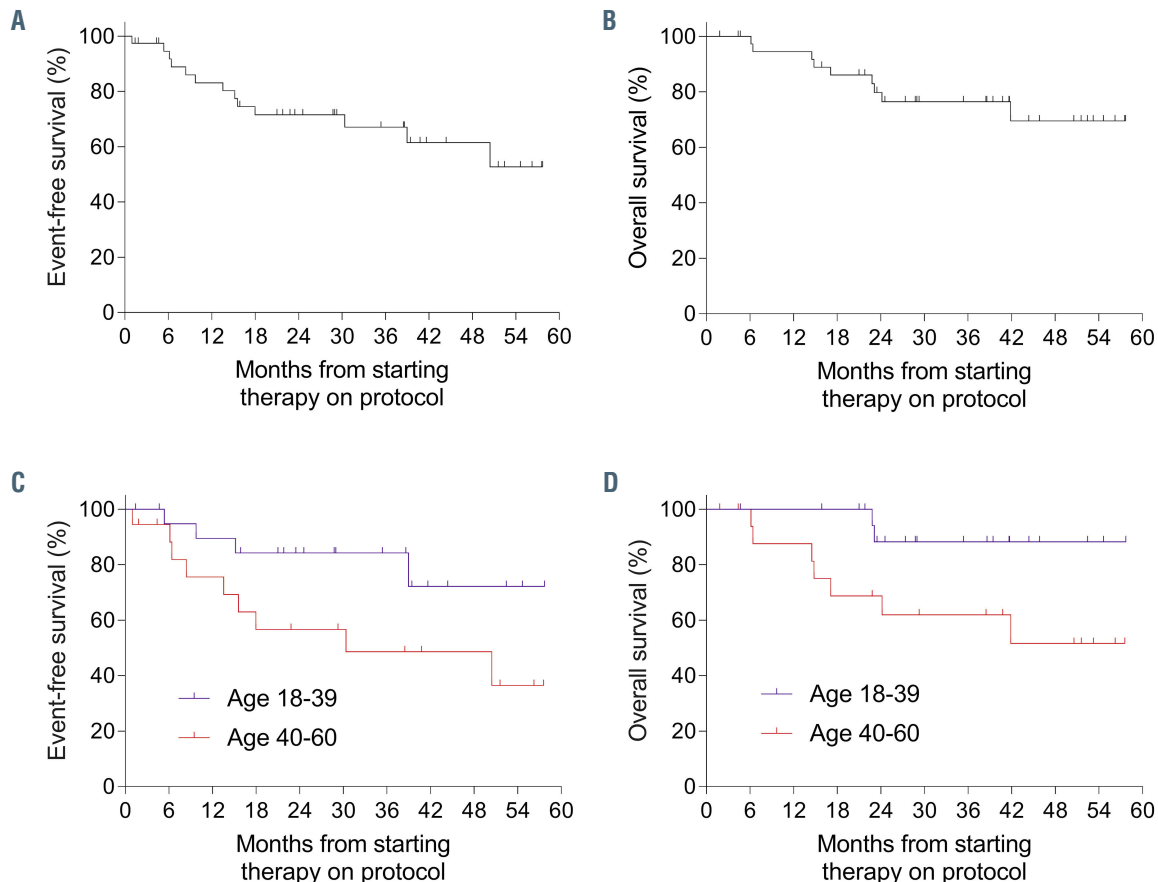 A
Event-free survival (%)
100
80
60
40
20
0
0 6 12 18 24 30 36 42 48 54 60
Months from starting
therapy on protocol
B
Overall survival (%)
100
80
60
40
20
0
0 6 12 18 24 30 36 42 48 54 60
Months from starting
therapy on protocol
C
Event-free survival (%)
100
80
60
40
20
0
Age 18-39
Age 40-60
0 6 12 18 24 30 36 42 48 54 60
Months from starting
therapy on protocol
D
Overall survival (%)
100
80
60
40
20
0
Age 18-39
Age 40-60
0 6 12 18 24 30 36 42 48 54 60
Months from starting
therapy on protocol